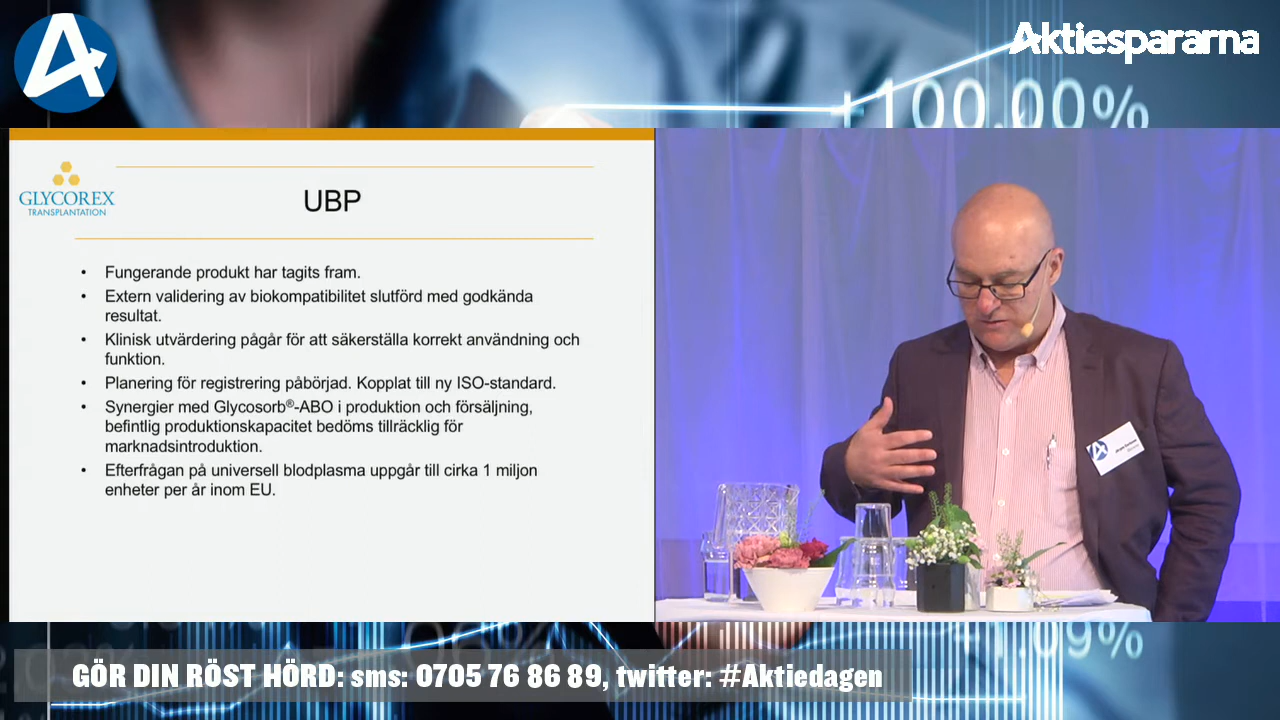 Aktiespararna
+100.00%
GLYCOREX
TRANSPLANTATION
UBP
• Fungerande produkt har tagits fram.
• Extern validering av biokompatibilitet slutförd med godkända
resultat.
• Klinisk utvärdering pågår för att säkerställa korrekt användning och
funktion.
• Planering för registrering påbörjad. Kopplat till ny ISO-standard.
• Synergier med Glycosorb®-ABO i produktion och försäljning,
befintlig produktionskapacitet bedöms tillräcklig för
marknadsintroduktion.
• Efterfrågan på universell blodplasma uppgår till cirka 1 miljon
enheter per år inom EU.
+1.09%
GÖR DIN RÖST HÖRD: sms: 0705 76 86 89, twitter: #Aktiedagen